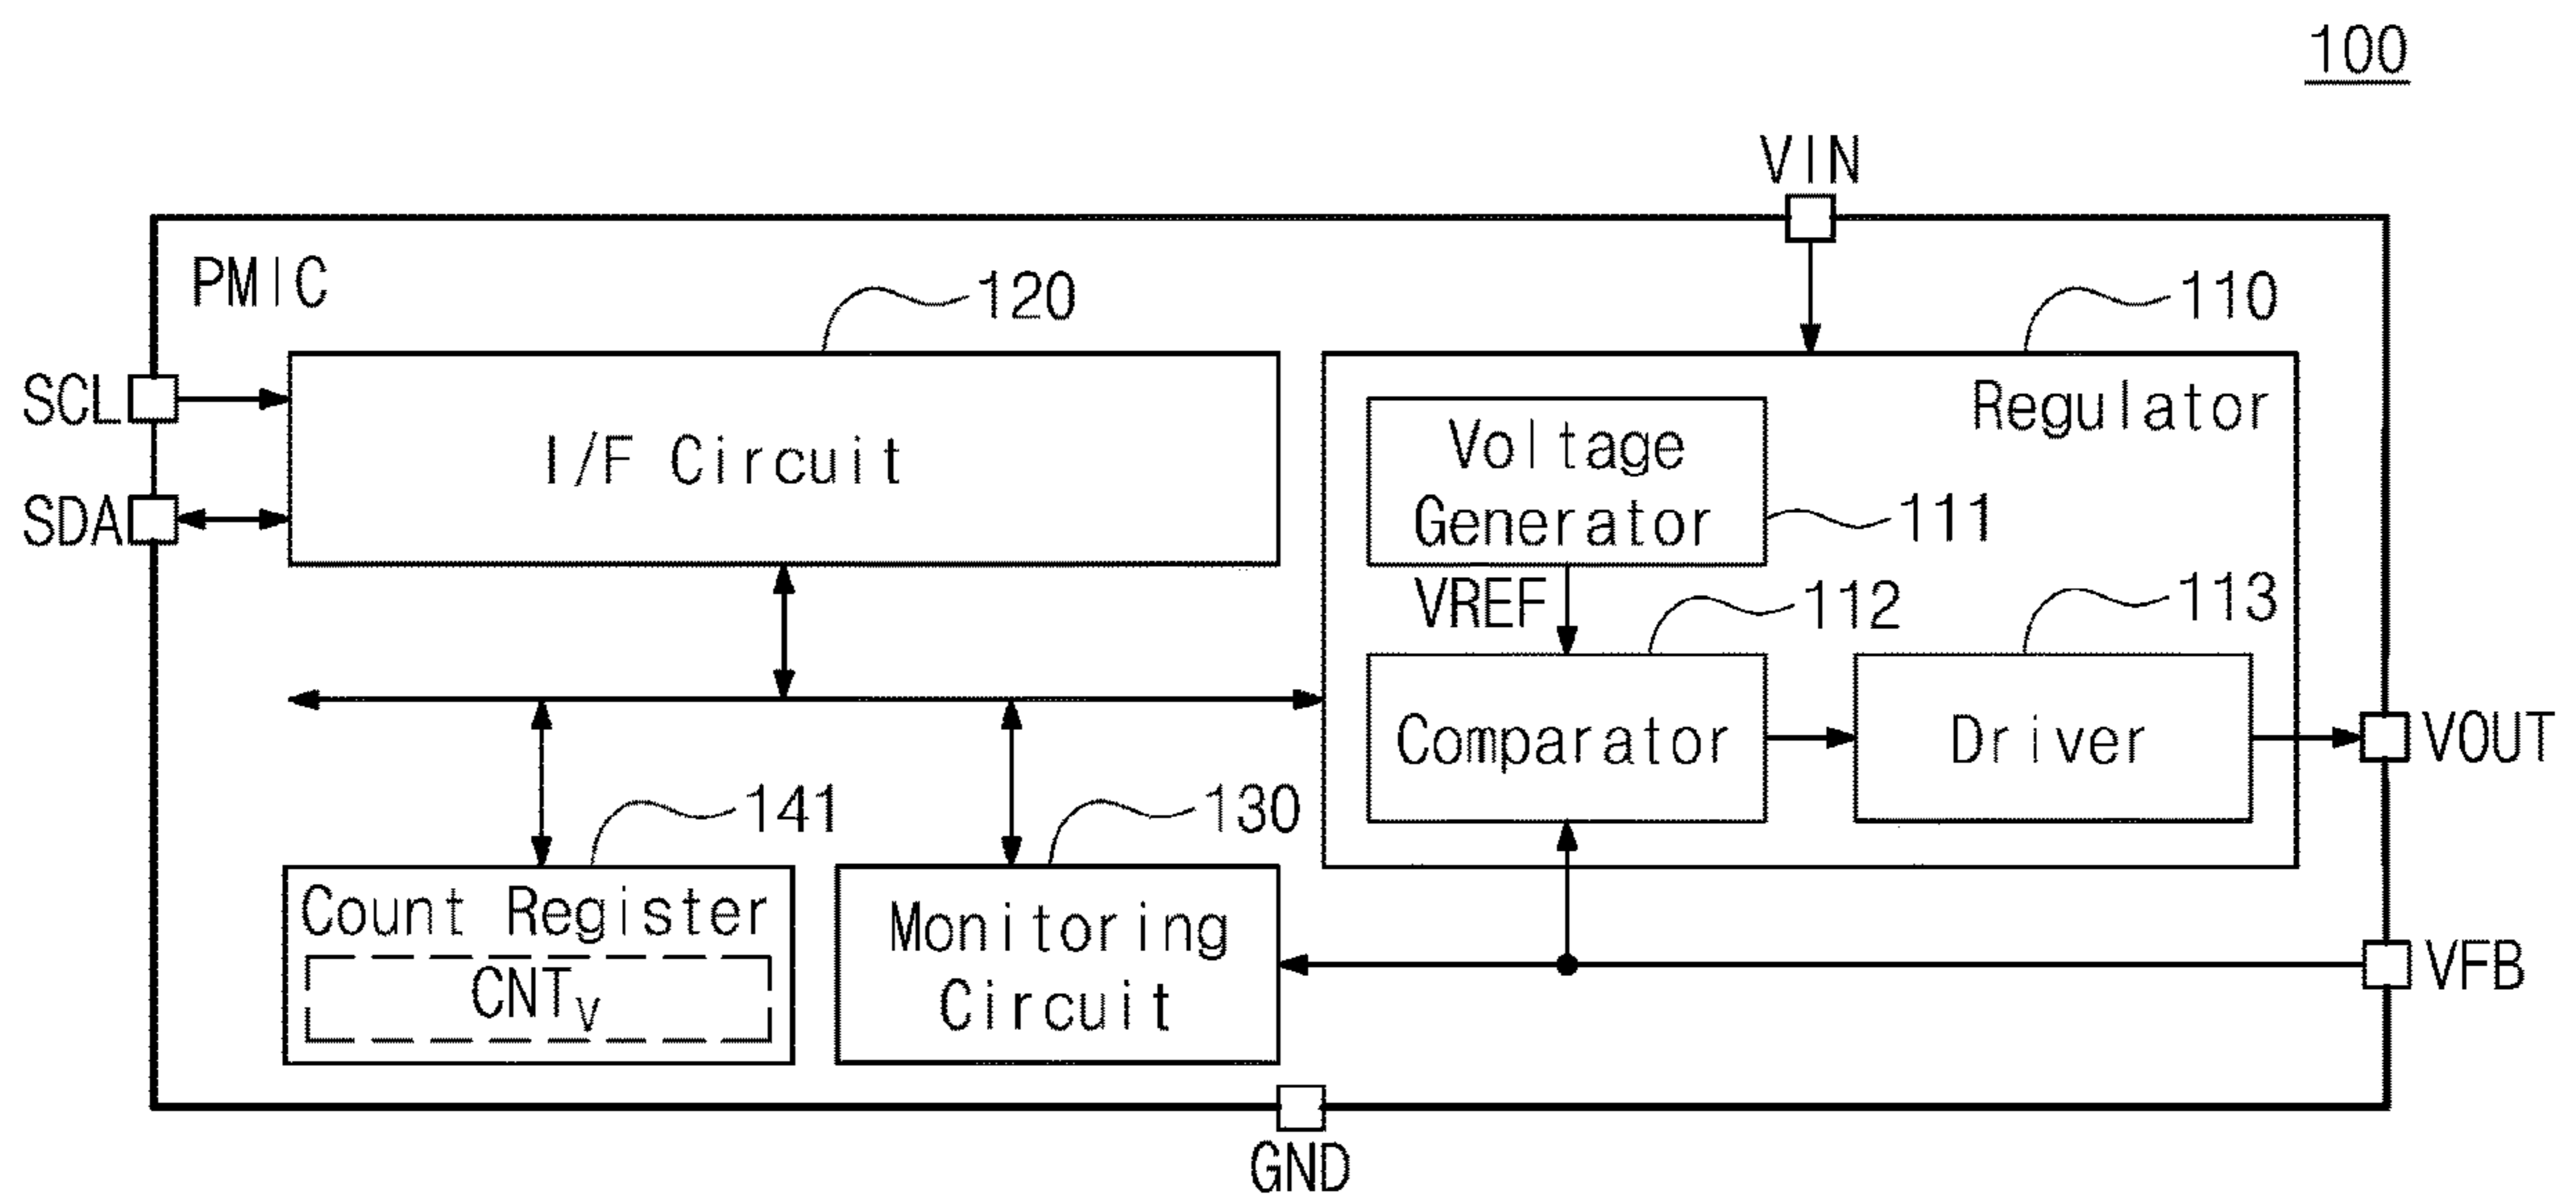 100
VIN
PMIC
120
110
SCL
I/F Circuit
Regulator
Voltage
Generator
111
SDA
VREF
112
113
Comparator
Driver
VOUT
141
130
Count Register
CNTV
Monitoring
Circuit
VFB
GND